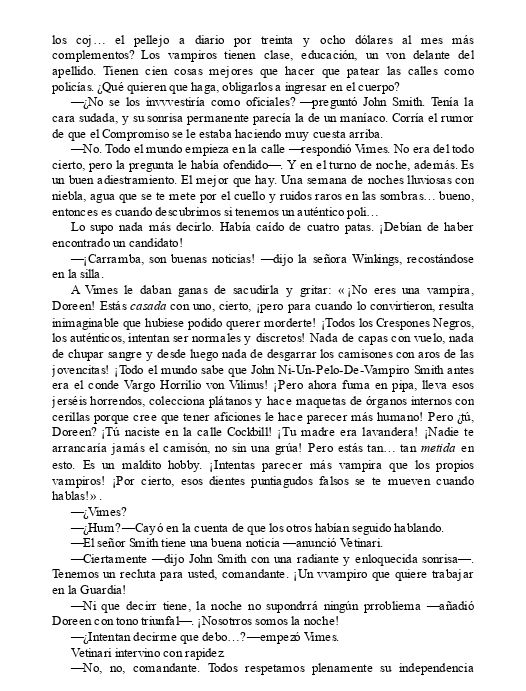 los coj… el pellejo a diario por treinta y ocho dólares al mes más
complementos? Los vampiros tienen clase, educación, un von delante del
apellido. Tienen cien cosas mejores que hacer que patear las calles como
policías. ¿Qué quieren que haga, obligarlos a ingresar en el cuerpo?
—¿No se los invvvestiría como oficiales? —preguntó John Smith. Tenía la
cara sudada, y su sonrisa permanente parecía la de un maníaco. Corría el rumor
de que el Compromiso se le estaba haciendo muy cuesta arriba.
—No. Todo el mundo empieza en la calle —respondió Vimes. No era del todo
cierto, pero la pregunta le había ofendido—. Y en el turno de noche, además. Es
un buen adiestramiento. El mejor que hay. Una semana de noches lluviosas con
niebla, agua que se te mete por el cuello y ruidos raros en las sombras… bueno,
entonces es cuando descubrimos si tenemos un auténtico poli…
Lo supo nada más decirlo. Había caído de cuatro patas. ¡Debían de haber
encontrado un candidato!
—¡Carramba, son buenas noticias! —dijo la señora Winkings, recostándose
en la silla.
A Vimes le daban ganas de sacudirla y gritar: «¡No eres una vampira,
Doreen! Estás casada con uno, cierto, ¡pero para cuando lo convirtieron, resulta
inimaginable que hubiese podido querer morderte! ¡Todos los Crespones Negros,
los auténticos, intentan ser normales y discretos! Nada de capas con vuelo, nada
de chupar sangre y desde luego nada de desgarrar los camisones con aros de las
jovencitas! ¡Todo el mundo sabe que John Ni-Un-Pelo-De-Vampiro Smith antes
era el conde Vargo Horrilio von Vilinus! ¡Pero ahora fuma en pipa, lleva esos
jerséis horrendos, colecciona plátanos y hace maquetas de órganos internos con
cerillas porque cree que tener aficiones le hace parecer más humano! Pero ¿tú,
Doreen? ¡Tú naciste en la calle Cockbill! ¡Tu madre era lavandera! ¡Nadie te
arrancaría jamás el camisón, no sin una grúa! Pero estás tan… tan metida en
esto. Es un maldito hobby. ¡Intentas parecer más vampira que los propios
vampiros! ¡Por cierto, esos dientes puntiagudos falsos se te mueven cuando
hablas!».
—¿Vimes?
—¿Hum? —Cayó en la cuenta de que los otros habían seguido hablando.
—El señor Smith tiene una buena noticia —anunció Vetinari.
—Ciertamente —dijo John Smith con una radiante y enloquecida sonrisa—.
Tenemos un recluta para usted, comandante. ¡Un vvampiro que quiere trabajar
en la Guardia!
—Ni que decirr tiene, la noche no supondrrá ningún prrobliema —añadió
Doreen con tono triunfal—. ¡Nosotrros somos la noche!
—¿Intentan decirme que debo…? —empezó Vimes.
Vetinari intervino con rapidez.
—No, no, comandante. Todos respetamos plenamente su independencia